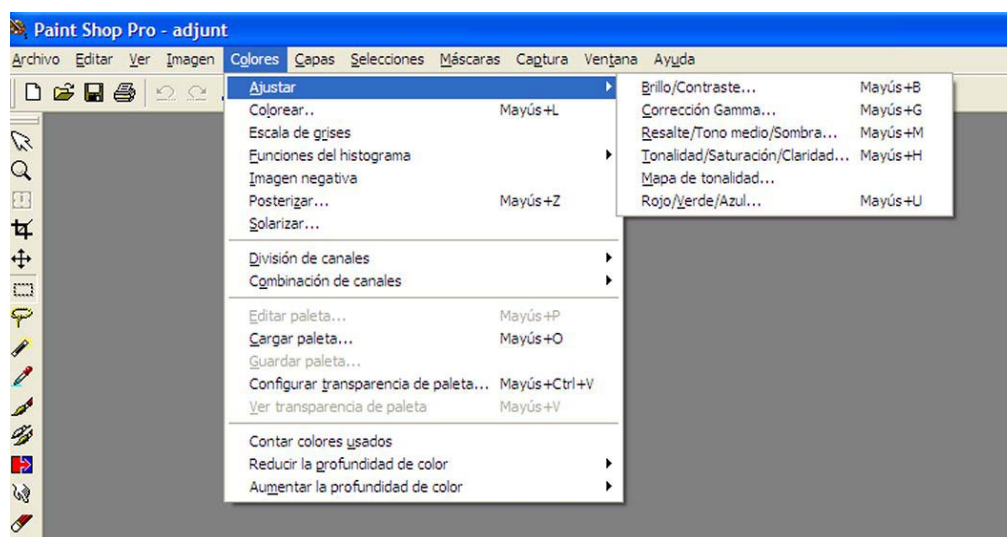 Paint Shop Pro - adjunt
Archivo Editar Ver Imagen Colores Capas Selecciones Máscaras Captura Ventana Ayuda
Ajustar
Colorear.. Mayús+L
Escala de grises
Funciones del histograma
Imagen negativa
Posterizar... Mayús+Z
Solarizar...
División de canales
Combinación de canales
Editar paleta... Mayús+P
Cargar paleta... Mayús+O
Guardar paleta...
Configurar transparencia de paleta... Mayús+Ctrl+V
Ver transparencia de paleta Mayús+V
Contar colores usados
Reducir la profundidad de color
Aumentar la profundidad de color
Brillo/Contraste... Mayús+B
Corrección Gamma... Mayús+G
Resalte/Tono medio/Sombra... Mayús+M
Tonalidad/Saturación/Claridad... Mayús+H
Mapa de tonalidad...
Rojo/Verde/Azul... Mayús+U